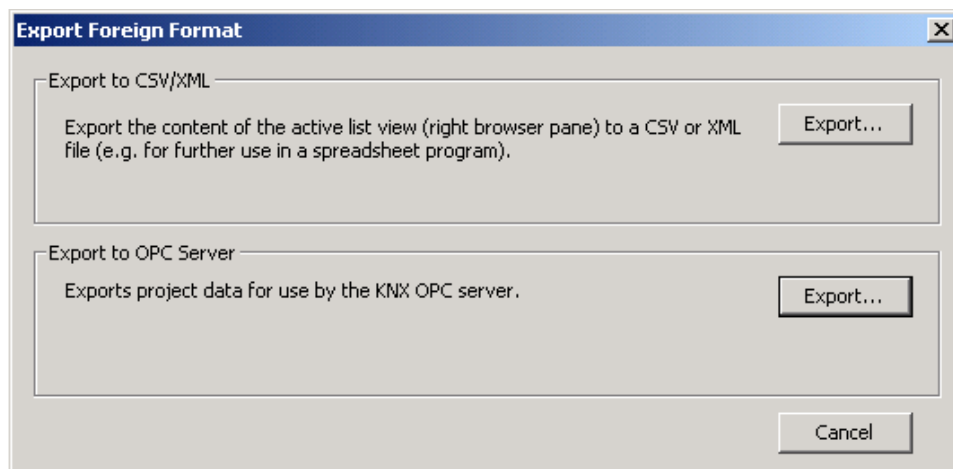 Export Foreign Format
Export to CSV/XML
Export the content of the active list view (right browser pane) to a CSV or XML
file (e.g. for further use in a spreadsheet program).
Export...
Export to OPC Server
Exports project data for use by the KNX OPC server.
Export...
Cancel